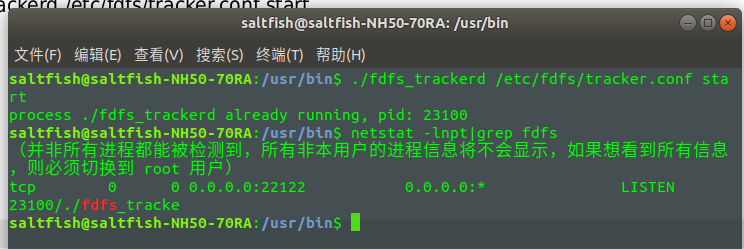 ackerd /etc/fdfs/tracker.conf start
saltfish@saltfish-NH50-70RA: /usr/bin
文件(F) 编辑(E) 查看(V) 搜索(S) 终端(T) 帮助(H)
saltfish@saltfish-NH50-70RA:/usr/bin$ ./fdfs_trackerd /etc/fdfs/tracker.conf sta
rt
process ./fdfs_trackerd already running, pid: 23100
saltfish@saltfish-NH50-70RA:/usr/bin$ netstat -lnpt|grep fdfs
（并非所有进程都能被检测到，所有非本用户的进程信息将不会显示，如果想看到所有信息
，则必须切换到 root 用户）
tcp        0      0 0.0.0.0:22122           0.0.0.0:*               LISTEN
23100/./fdfs_tracke
saltfish@saltfish-NH50-70RA:/usr/bin$